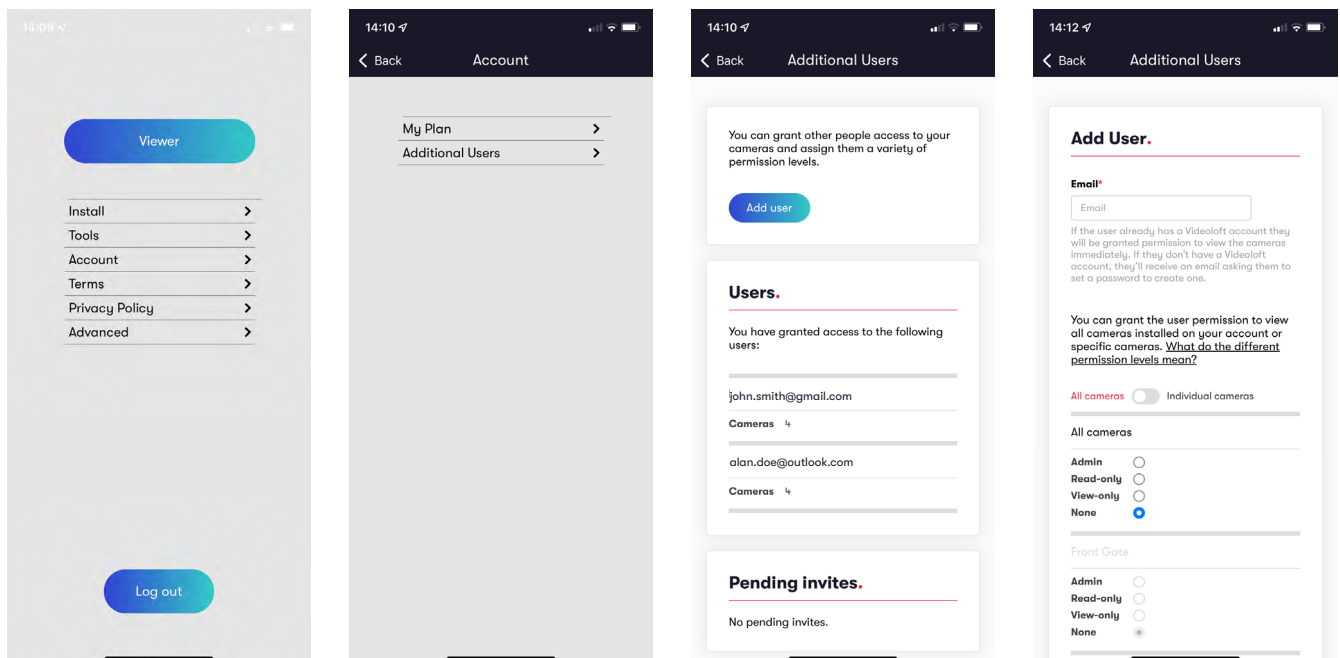 14:09
Viewer
Install
Tools
Account
Terms
Privacy Policy
Advanced
Log out
14:10
Back
Account
My Plan
Additional Users
14:10
Back
Additional Users
You can grant other people access to your
cameras and assign them a variety of
permission levels.
Add user
Users.
You have granted access to the following
users:
john.smith@gmail.com
Cameras 4
alan.doe@outlook.com
Cameras 4
Pending invites.
No pending invites.
14:12
Back
Additional Users
Add User.
Email*
Email
If the user already has a Videoloft account they
will be granted permission to view the cameras
immediately. If they don't have a Videoloft
account, they'll receive an email asking them to
set a password to create one.
You can grant the user permission to view
all cameras installed on your account or
specific cameras. What do the different
permission levels mean?
All cameras Individual cameras
All cameras
Admin
Read-only
View-only
None
Front Gate
Admin
Read-only
View-only
None